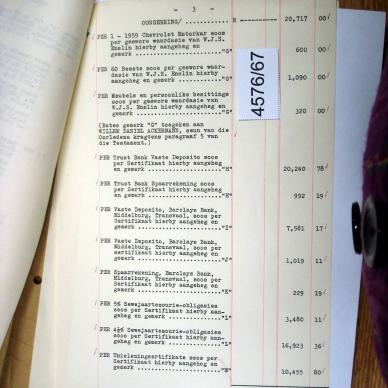 - 3 -
OORGEBRING/ ........... R ---------- 20,717 00
PER 1 - 1959 Chevrolet Motorkar soos
per geswore waardasie van W.J.S.
Emslin hierby aangeheg en
gemerk ......................"G" 600 00
PER 60 Beeste soos per geswore waar-
dasie van W.J.S. Emslin hierby
aangeheg en gemerk ..........."G" 1,090 00
PER Meubels en persoonlike besittings
soos per geswore waardasie van
W.J.S. Emslin hierby aangeheg en
gemerk ......................"G" 320 00
(Bates gemerk "G" toegeken aan
WILLEM DANIEL ACKERMANN, seun van die
Oorledene kragtens paragraaf 5 van
die Testament.)
PER Trust Bank Vaste Deposito soos
per Sertifikaat hierby aangeheg
en gemerk ..................."H" 20,240 78
PER Trust Bank Spaarrekening soos
per Sertifikaat hierby aangeheg
en gemerk ..................."H" 992 19
PER Vaste Deposito, Barclays Bank,
Middelburg, Transvaal, soos per
Sertifikaat hierby aangeheg en
gemerk ......................"I" 7,581 17
PER Vaste Deposito, Barclays Bank,
Middelburg, Transvaal, soos per
Sertifikaat hierby aangeheg en
gemerk ......................"J" 1,019 11
PER Spaarrekening, Barclays Bank,
Middelburg, Transvaal, soos per
Sertifikaat hierby aangeheg en
gemerk ......................"K" 229 19
PER 5% Sewejaartesourie-obligasies
soos per Sertifikaat hierby aan-
geheg en gemerk .............."L" 3,480 11
PER 4½% Sewejaartesourie-obligasies
soos per Sertifikaat hierby aan-
geheg en gemerk .............."L" 16,923 36
PER Unieleningsertifikate soos per
Sertifikaat hierby aangeheg
en gemerk ..................."M" 10,455 80
4576/67